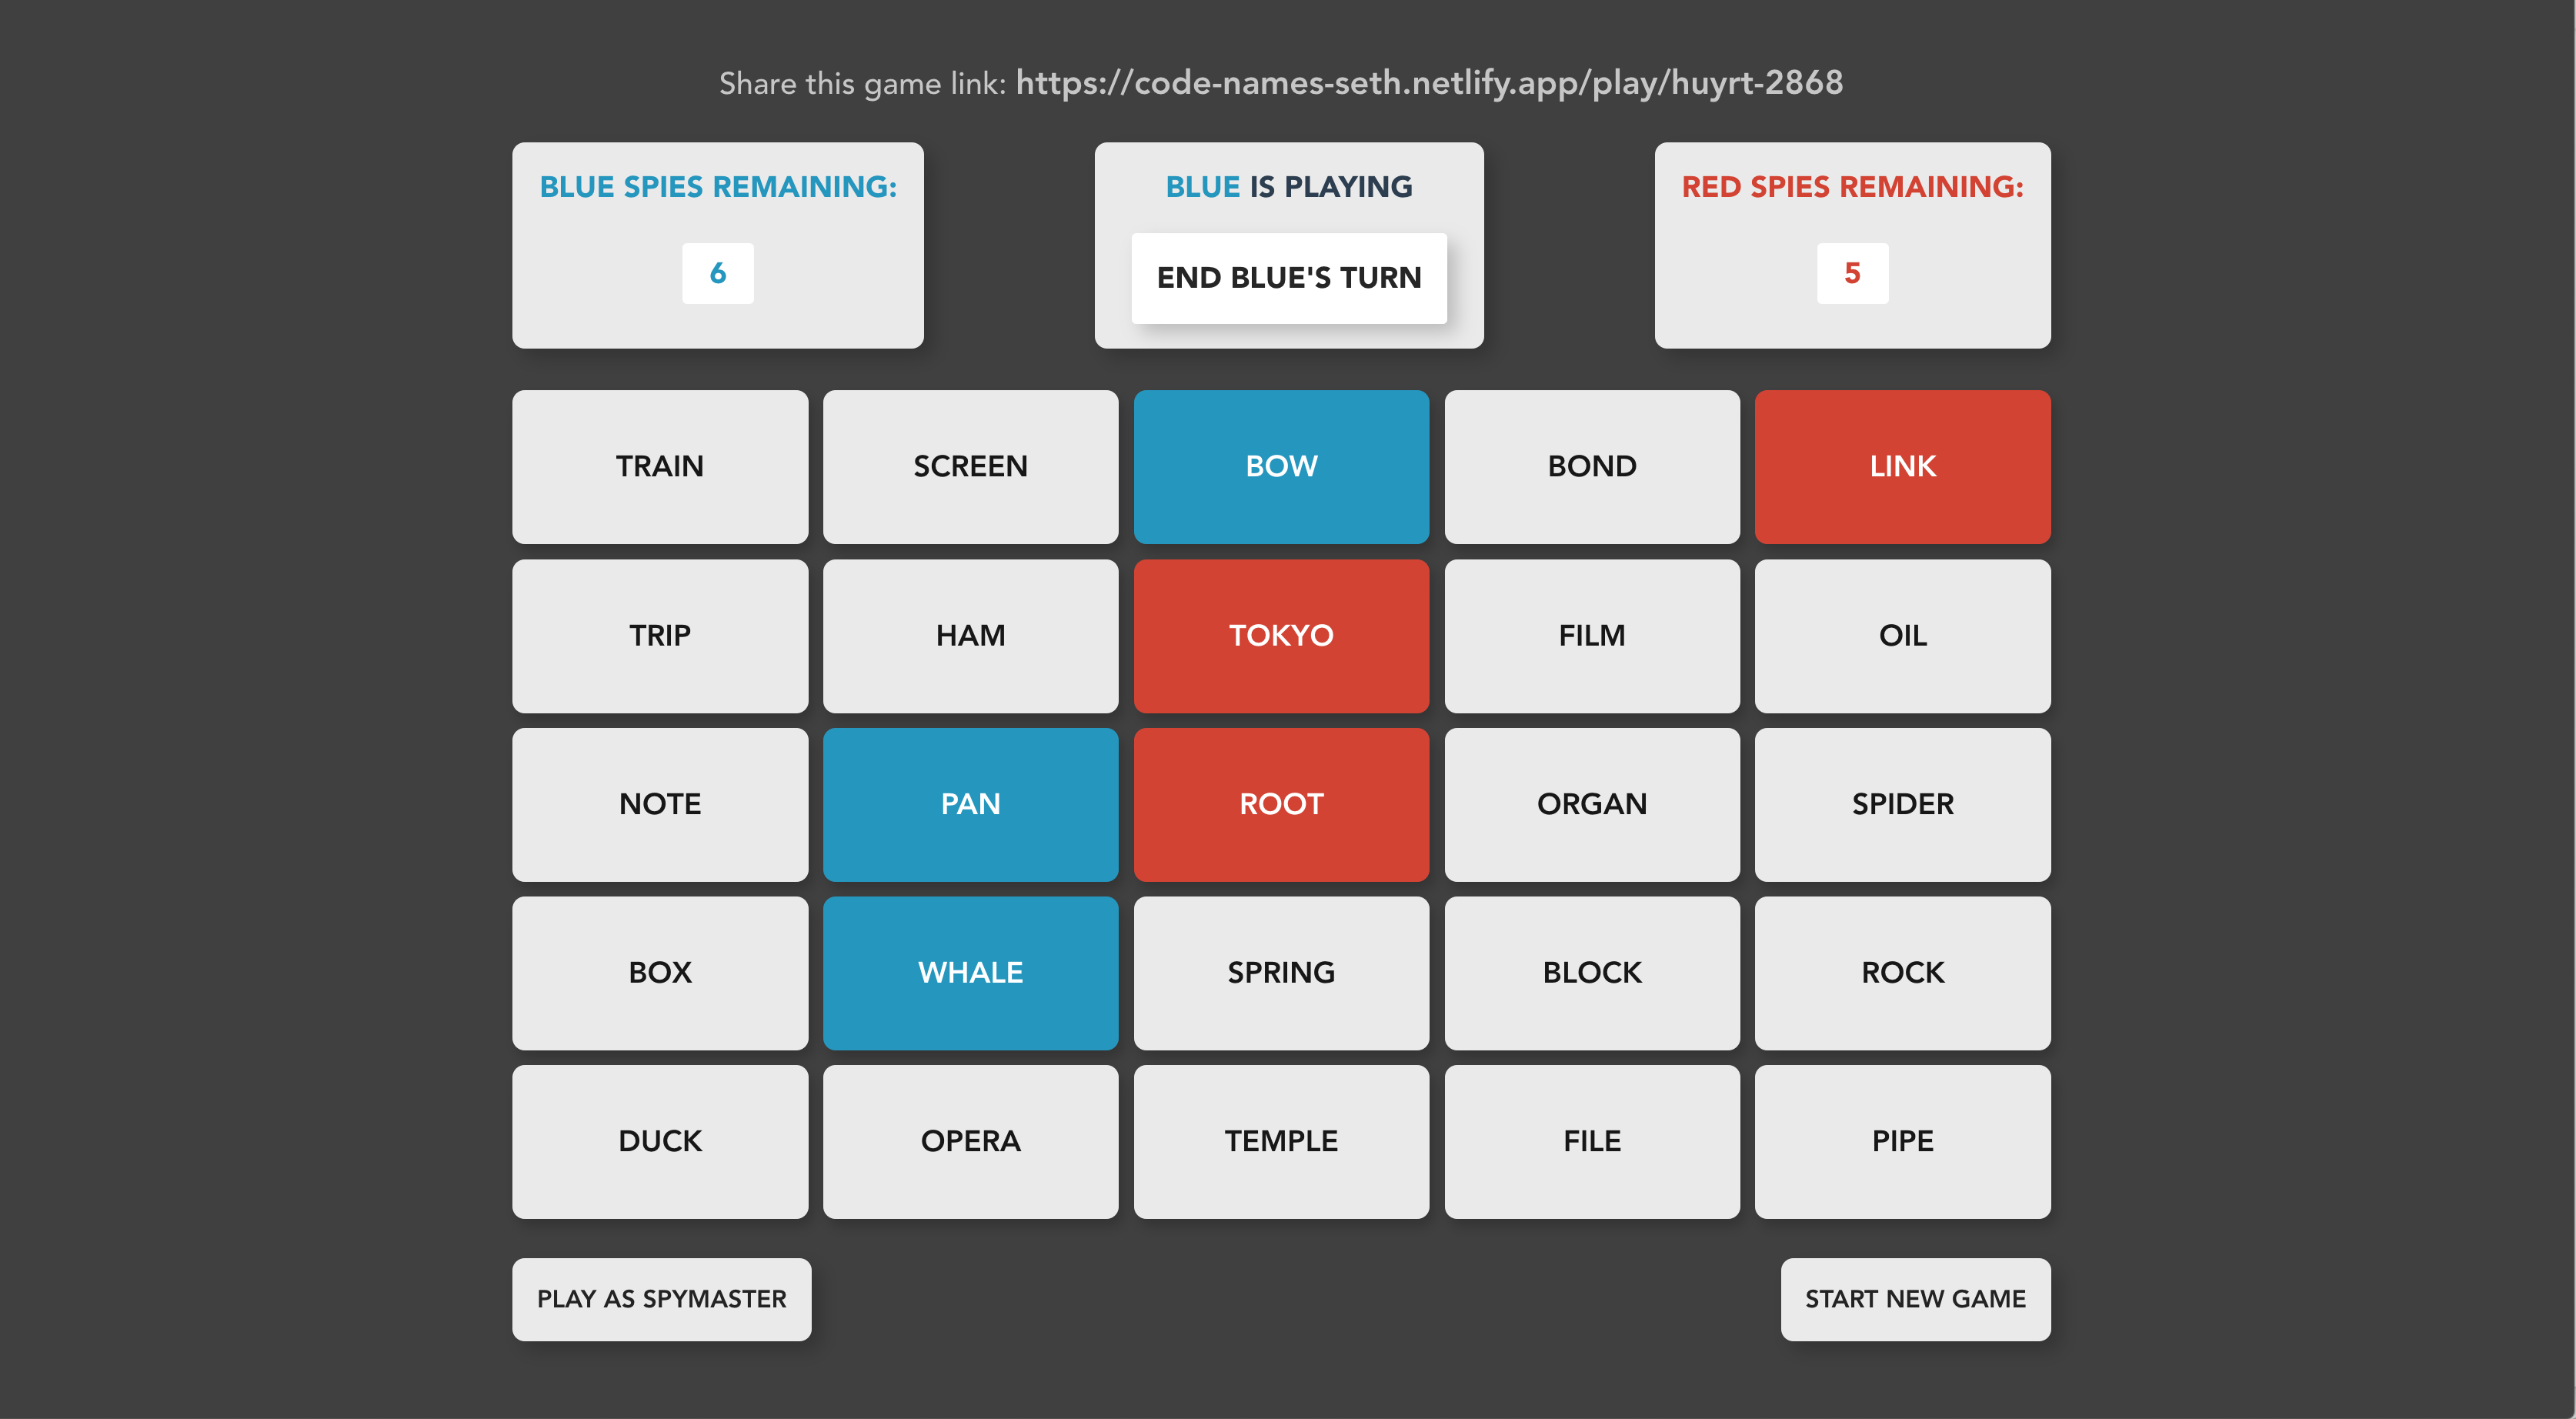 Share this game link: https://code-names-seth.netlify.app/play/huyrt-2868
BLUE SPIES REMAINING:
6
BLUE IS PLAYING
END BLUE'S TURN
RED SPIES REMAINING:
5
TRAIN
SCREEN
BOW
BOND
LINK
TRIP
HAM
TOKYO
FILM
OIL
NOTE
PAN
ROOT
ORGAN
SPIDER
BOX
WHALE
SPRING
BLOCK
ROCK
DUCK
OPERA
TEMPLE
FILE
PIPE
PLAY AS SPYMASTER
START NEW GAME